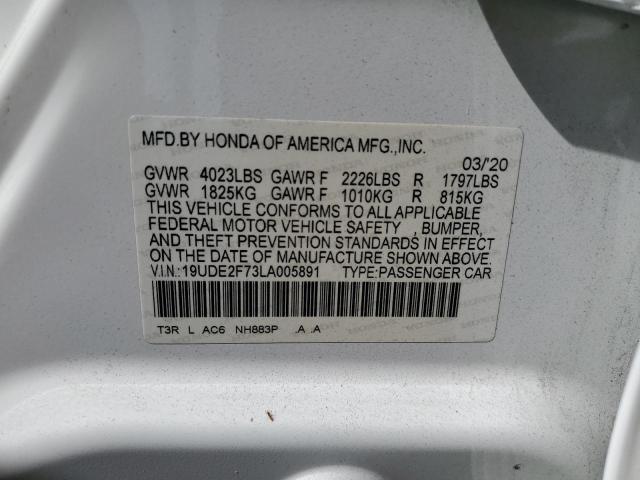 MFD.BY HONDA OF AMERICA MFG.,INC.
03/'20
GVWR 4023LBS GAWR F 2226LBS R 1797LBS
GVWR 1825KG GAWR F 1010KG R 815KG
THIS VEHICLE CONFORMS TO ALL APPLICABLE
FEDERAL MOTOR VEHICLE SAFETY , BUMPER,
AND THEFT PREVENTION STANDARDS IN EFFECT
ON THE DATE OF MANUFACTURE SHOWN ABOVE.
V.I.N.: 19UDE2F73LA005891 TYPE:PASSENGER CAR
T3R L AC6 NH883P .A .A